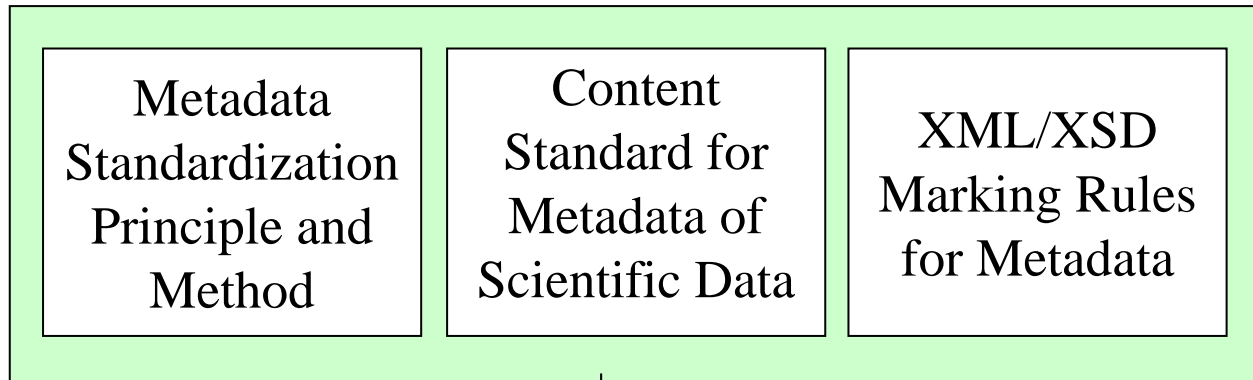 Metadata
Standardization
Principle and
Method
Content
Standard for
Metadata of
Scientific Data
XML/XSD
Marking Rules
for Metadata